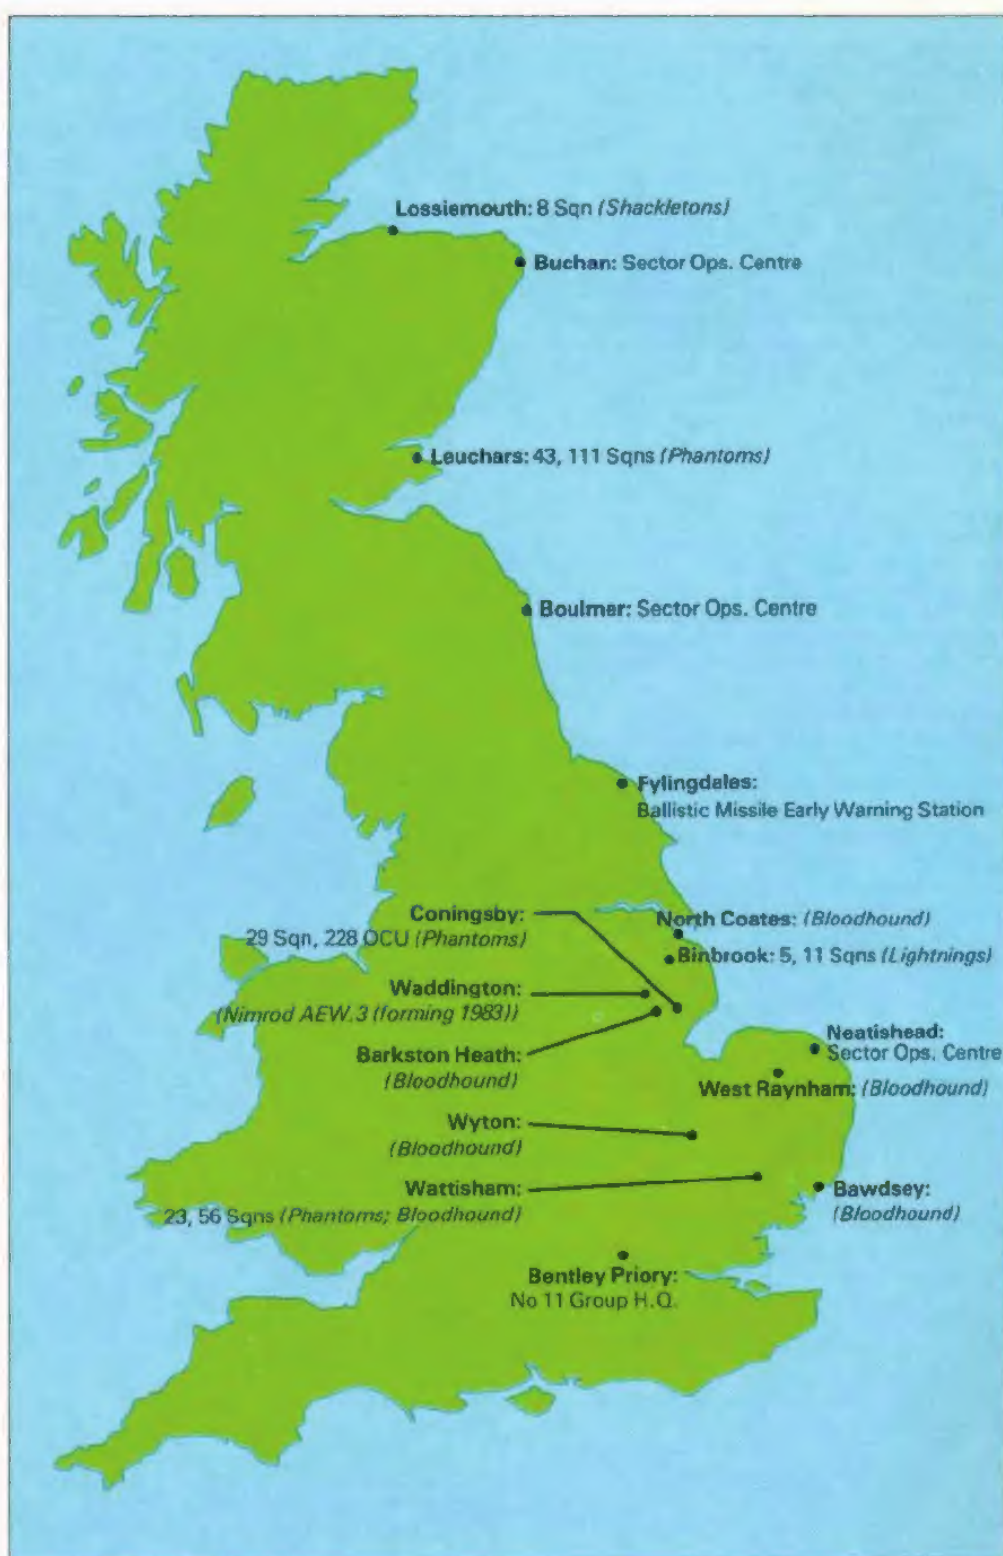 Lossiemouth: 8 Sqn (Shackletons)
Buchan: Sector Ops. Centre
Leuchars: 43, 111 Sqns (Phantoms)
Boulmer: Sector Ops. Centre
Fylingdales:
Ballistic Missile Early Warning Station
Coningsby:
29 Sqn, 228 OCU (Phantoms)
North Coates: (Bloodhound)
Binbrook: 5, 11 Sqns (Lightnings)
Waddington:
(Nimrod AEW.3 (forming 1983))
Barkston Heath:
(Bloodhound)
Neatishead:
Sector Ops. Centre
West Raynham: (Bloodhound)
Wyton:
(Bloodhound)
Wattisham:
23, 56 Sqns (Phantoms; Bloodhound)
Bawdsey:
(Bloodhound)
Bentley Priory:
No 11 Group H.Q.